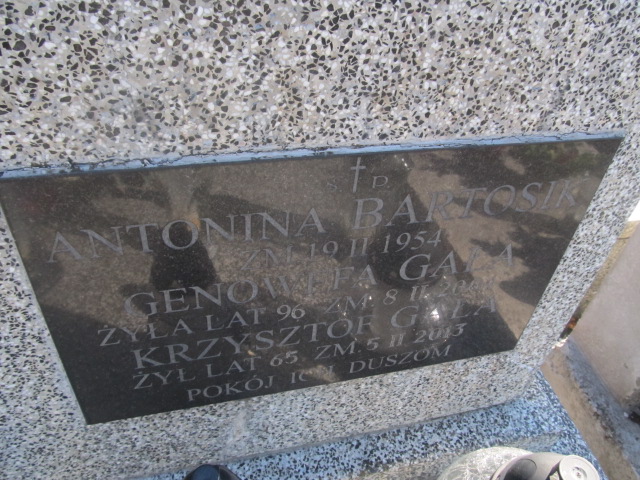 Ś † P
ANTONINA BARTOSIK
ZM. 19 II 1954
GENOWEFA GAŁA
ŻYŁA LAT 96 ZM. 8 II
KRZYSZTOF GAŁA
ŻYŁ LAT 65 ZM. 5 II 2013
POKÓJ ICH DUSZOM